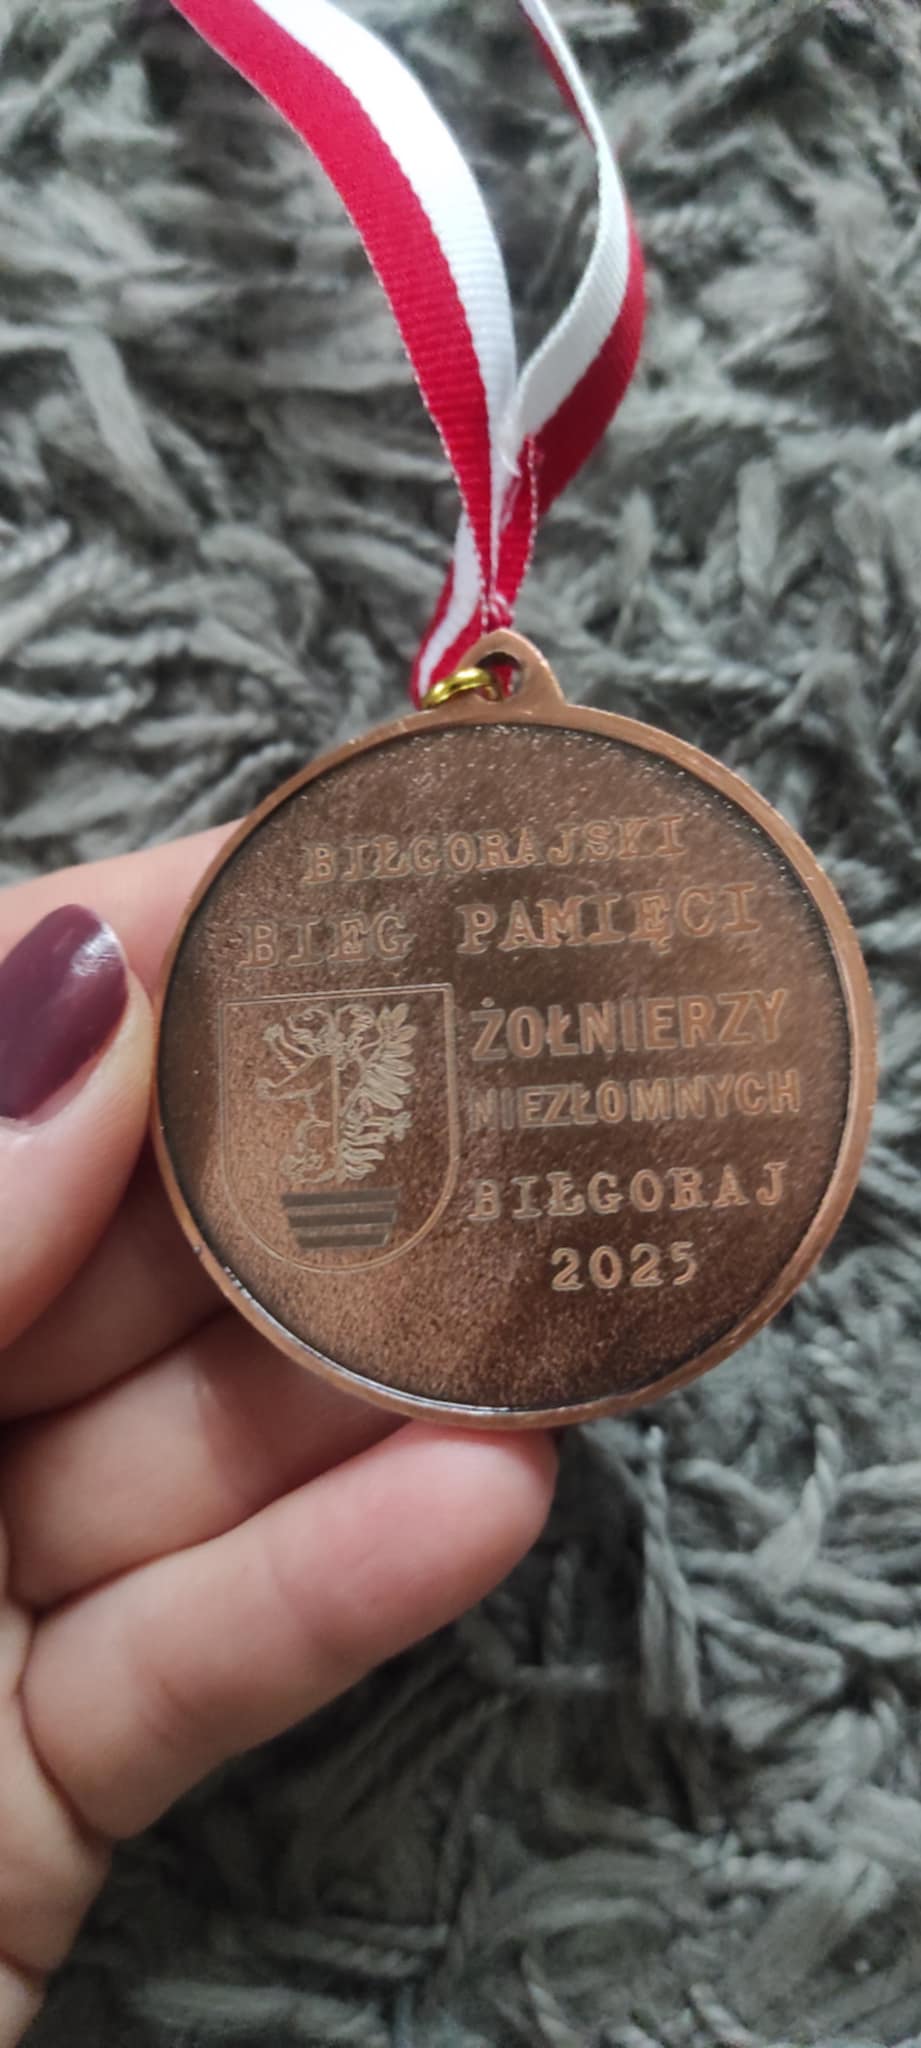 BIŁGORAJSKI
BIEG PAMIĘCI
ŻOŁNIERZY
NIEZŁOMNYCH
BIŁGORAJ
2025